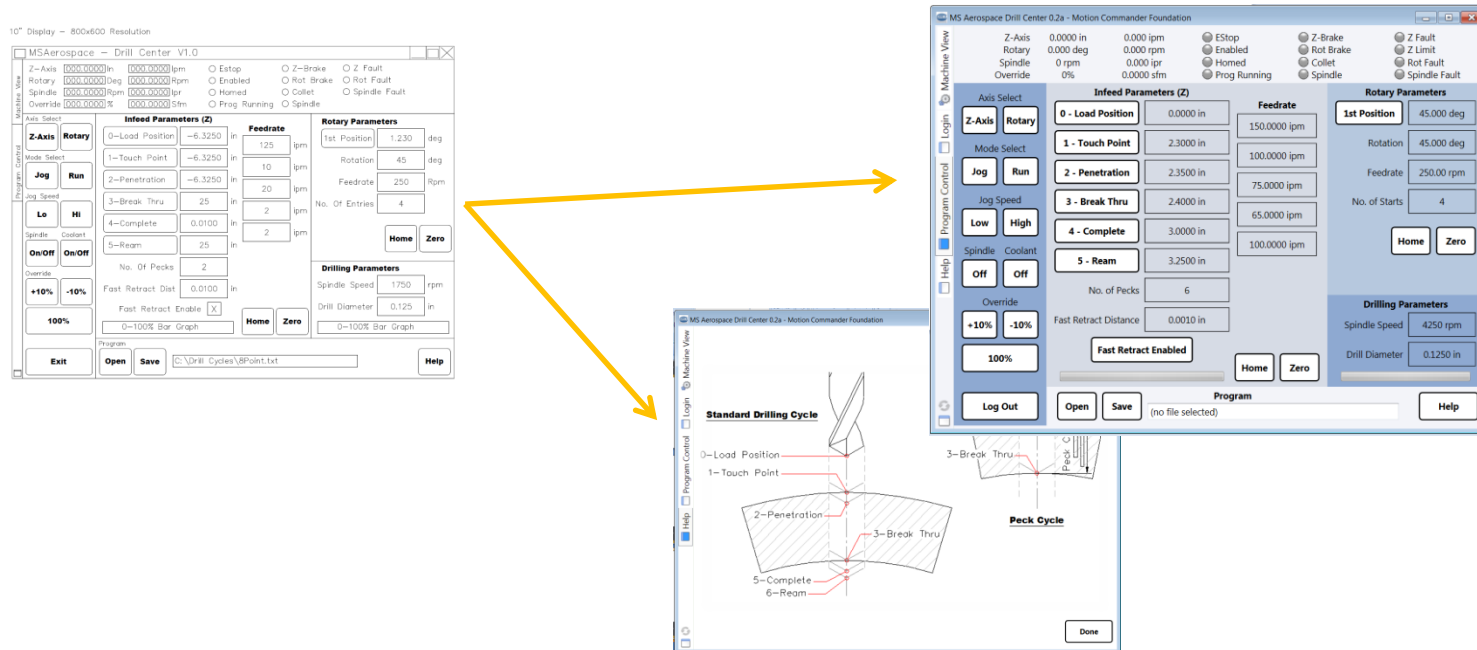 10" Display - 800x600 Resolution
MSAerospace - Drill Center V1.0
Z-Axis 000.0000 in 000.0000 Ipm Estop Z-Brake Z Fault
Rotary 000.0000 Deg 000.0000 Rpm Enabled Rot Brake Rot Fault
Spindle 000.0000 Rpm 000.0000 Ipr Homed Collet Spindle Fault
Override 000.0000 % 000.0000 Sfm Prog Running Spindle
Machine View
Program Control
Axis Select
Z-Axis Rotary
Mode Select
Jog Run
Jog Speed
Lo Hi
Spindle Coolant
On/Off On/Off
Override
+10% -10%
100%
Exit
Infeed Parameters (Z)
Feedrate
0-Load Position -6.3250 in
125 ipm
1-Touch Point -6.3250 in
10 ipm
2-Penetration -6.3250 in
20 ipm
3-Break Thru 25 in
2 ipm
4-Complete 0.0100 in
2 ipm
5-Ream 25 in
No. Of Pecks 2
Fast Retract Dist 0.0100 in
Fast Retract Enable X
0-100% Bar Graph
Home Zero
Rotary Parameters
1st Position 1.230 deg
Rotation 45 deg
Feedrate 250 Rpm
No. Of Entries 4
Home Zero
Drilling Parameters
Spindle Speed 1750 rpm
Drill Diameter 0.125 in
0-100% Bar Graph
Program
Open Save C:\Drill Cycles\8Point.txt Help
MS Aerospace Drill Center 0.2a - Motion Commander Foundation
Z-Axis 0.0000 in 0.000 ipm EStop Z-Brake Z Fault
Rotary 0.000 deg 0.000 rpm Enabled Rot Brake Z Limit
Spindle 0 rpm 0.000 ipr Homed Collet Rot Fault
Override 0% 0.0000 sfm Prog Running Spindle Spindle Fault
Machine View
Login
Program Control
Help
Axis Select
Z-Axis Rotary
Mode Select
Jog Run
Jog Speed
Low High
Spindle Coolant
Off Off
Override
+10% -10%
100%
Log Out
Infeed Parameters (Z)
Feedrate
0 - Load Position 0.0000 in
150.0000 ipm
1 - Touch Point 2.3000 in
100.0000 ipm
2 - Penetration 2.3500 in
75.0000 ipm
3 - Break Thru 2.4000 in
65.0000 ipm
4 - Complete 3.0000 in
100.0000 ipm
5 - Ream 3.2500 in
No. of Pecks 6
Fast Retract Distance 0.0010 in
Fast Retract Enabled
Home Zero
Rotary Parameters
1st Position 45.000 deg
Rotation 45.000 deg
Feedrate 250.00 rpm
No. of Starts 4
Home Zero
Drilling Parameters
Spindle Speed 4250 rpm
Drill Diameter 0.1250 in
Program
Open Save (no file selected) Help
MS Aerospace Drill Center 0.2a - Motion Commander Foundation
Machine View
Login
Program Control
Help
Standard Drilling Cycle
0-Load Position
1-Touch Point
2-Penetration
3-Break Thru
5-Complete
6-Ream
3-Break Thru
Peck
Peck Cycle
Done